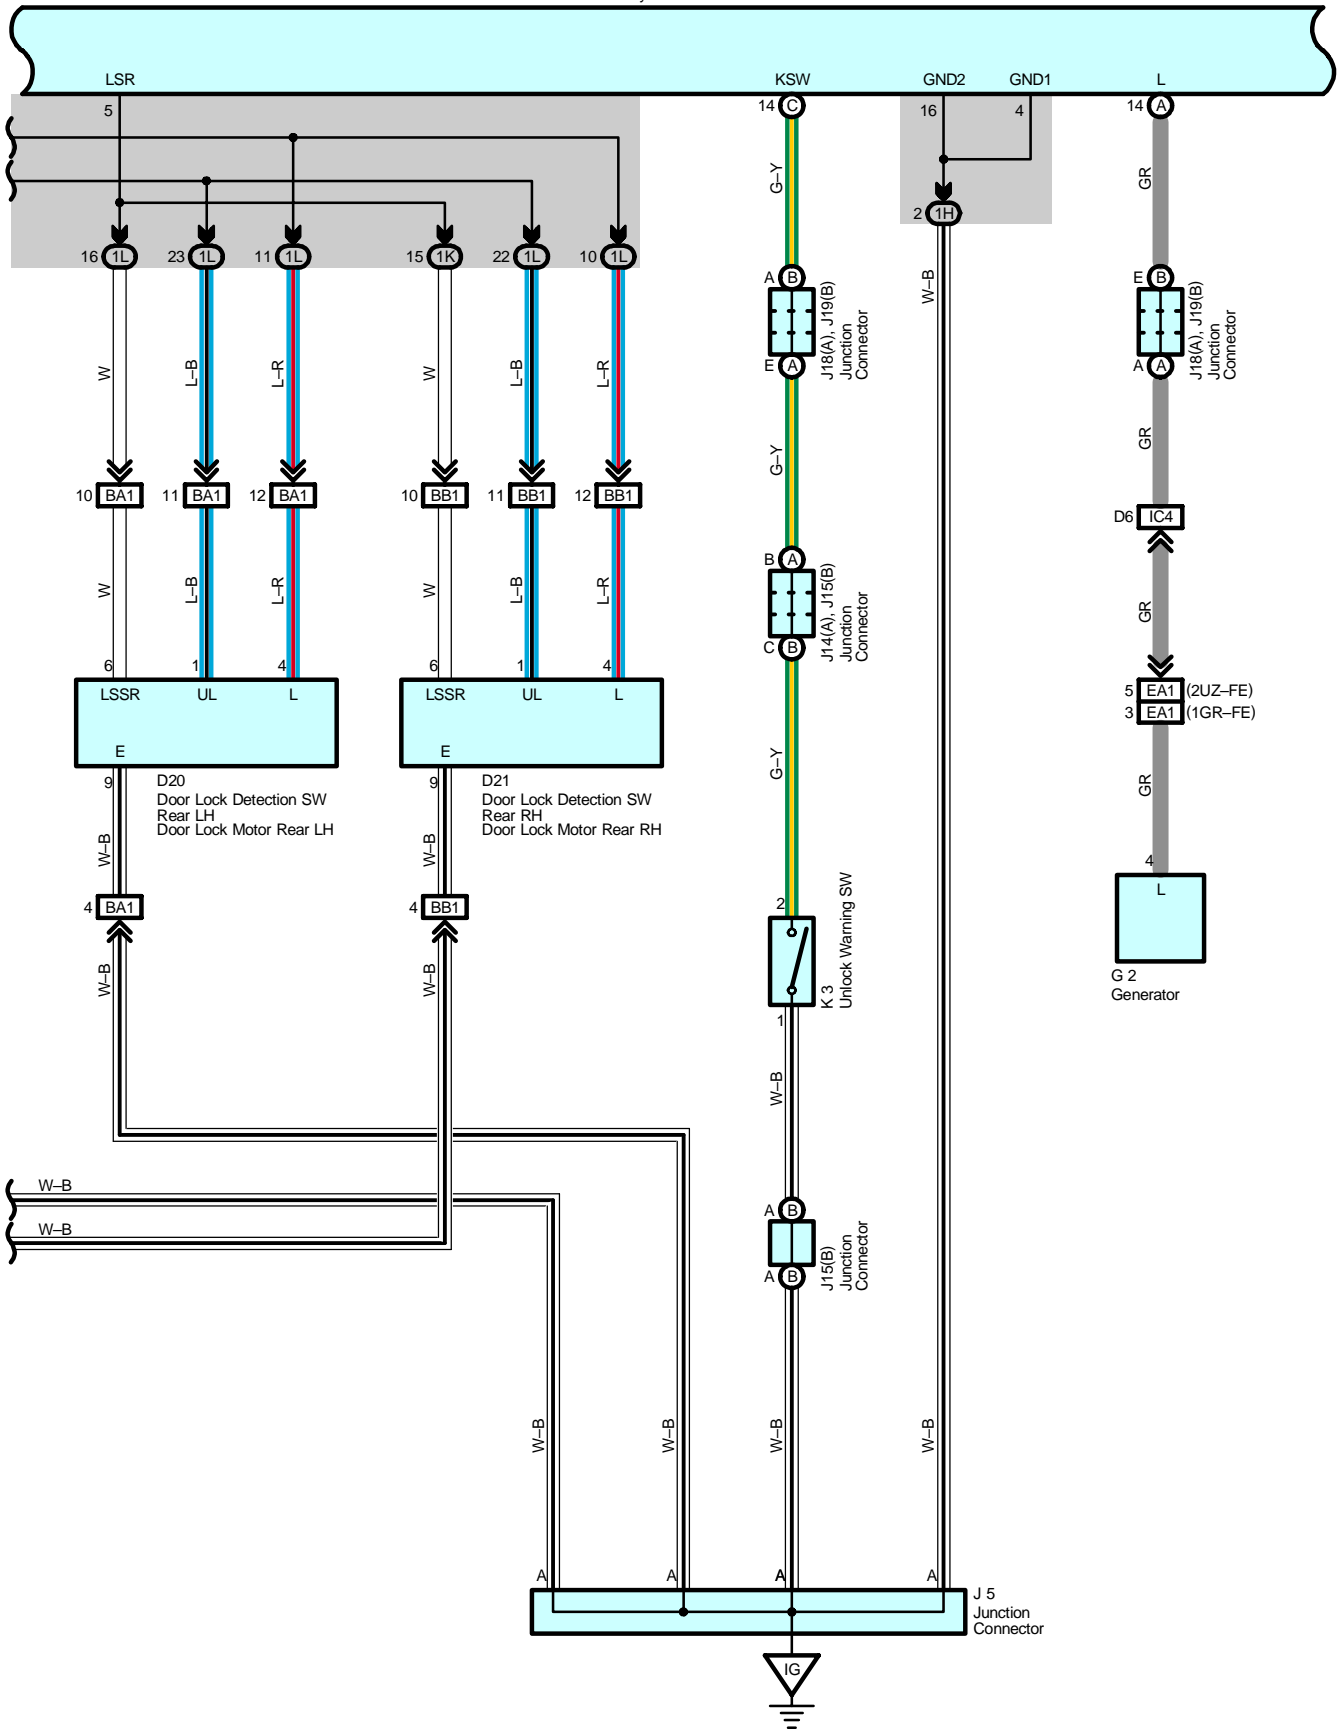 LSR KSW GND2 GND1 L
5 14 C 16 4 14 A
G–Y GR
2 1H
16 1L 23 1L 11 1L 15 1K 22 1L 10 1L
A B W–B E B
J18(A), J19(B)
Junction
Connector
J18(A), J19(B)
Junction
Connector
E A A A
W L–B L–R W L–B L–R
G–Y GR
10 BA1 11 BA1 12 BA1 10 BB1 11 BB1 12 BB1
D6 IC4
B A
J14(A), J15(B)
Junction
Connector
C B
W L–B L–R W L–B L–R GR
6 1 4 6 1 4
LSSR UL L LSSR UL L
5 EA1 (2UZ–FE)
3 EA1 (1GR–FE)
E E
9 D20
Door Lock Detection SW
Rear LH
Door Lock Motor Rear LH
9 D21
Door Lock Detection SW
Rear RH
Door Lock Motor Rear RH
G–Y GR
W–B W–B
4 L
G 2
Generator
4 BA1 4 BB1
2
K 3
Unlock Warning SW
1
W–B W–B
W–B
W–B
W–B
A B
J15(B)
Junction
Connector
A B
W–B W–B W–B W–B
A A A A
J 5
Junction
Connector
IG